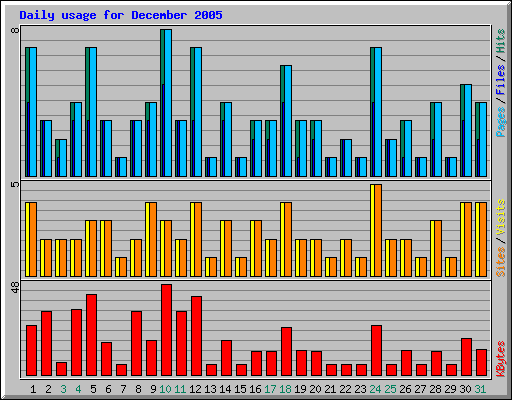 Daily usage for December 2005
8
Pages / Files / Hits
5
Sites / Visits
48
KBytes
1 2 3 4 5 6 7 8 9 10 11 12 13 14 15 16 17 18 19 20 21 22 23 24 25 26 27 28 29 30 31